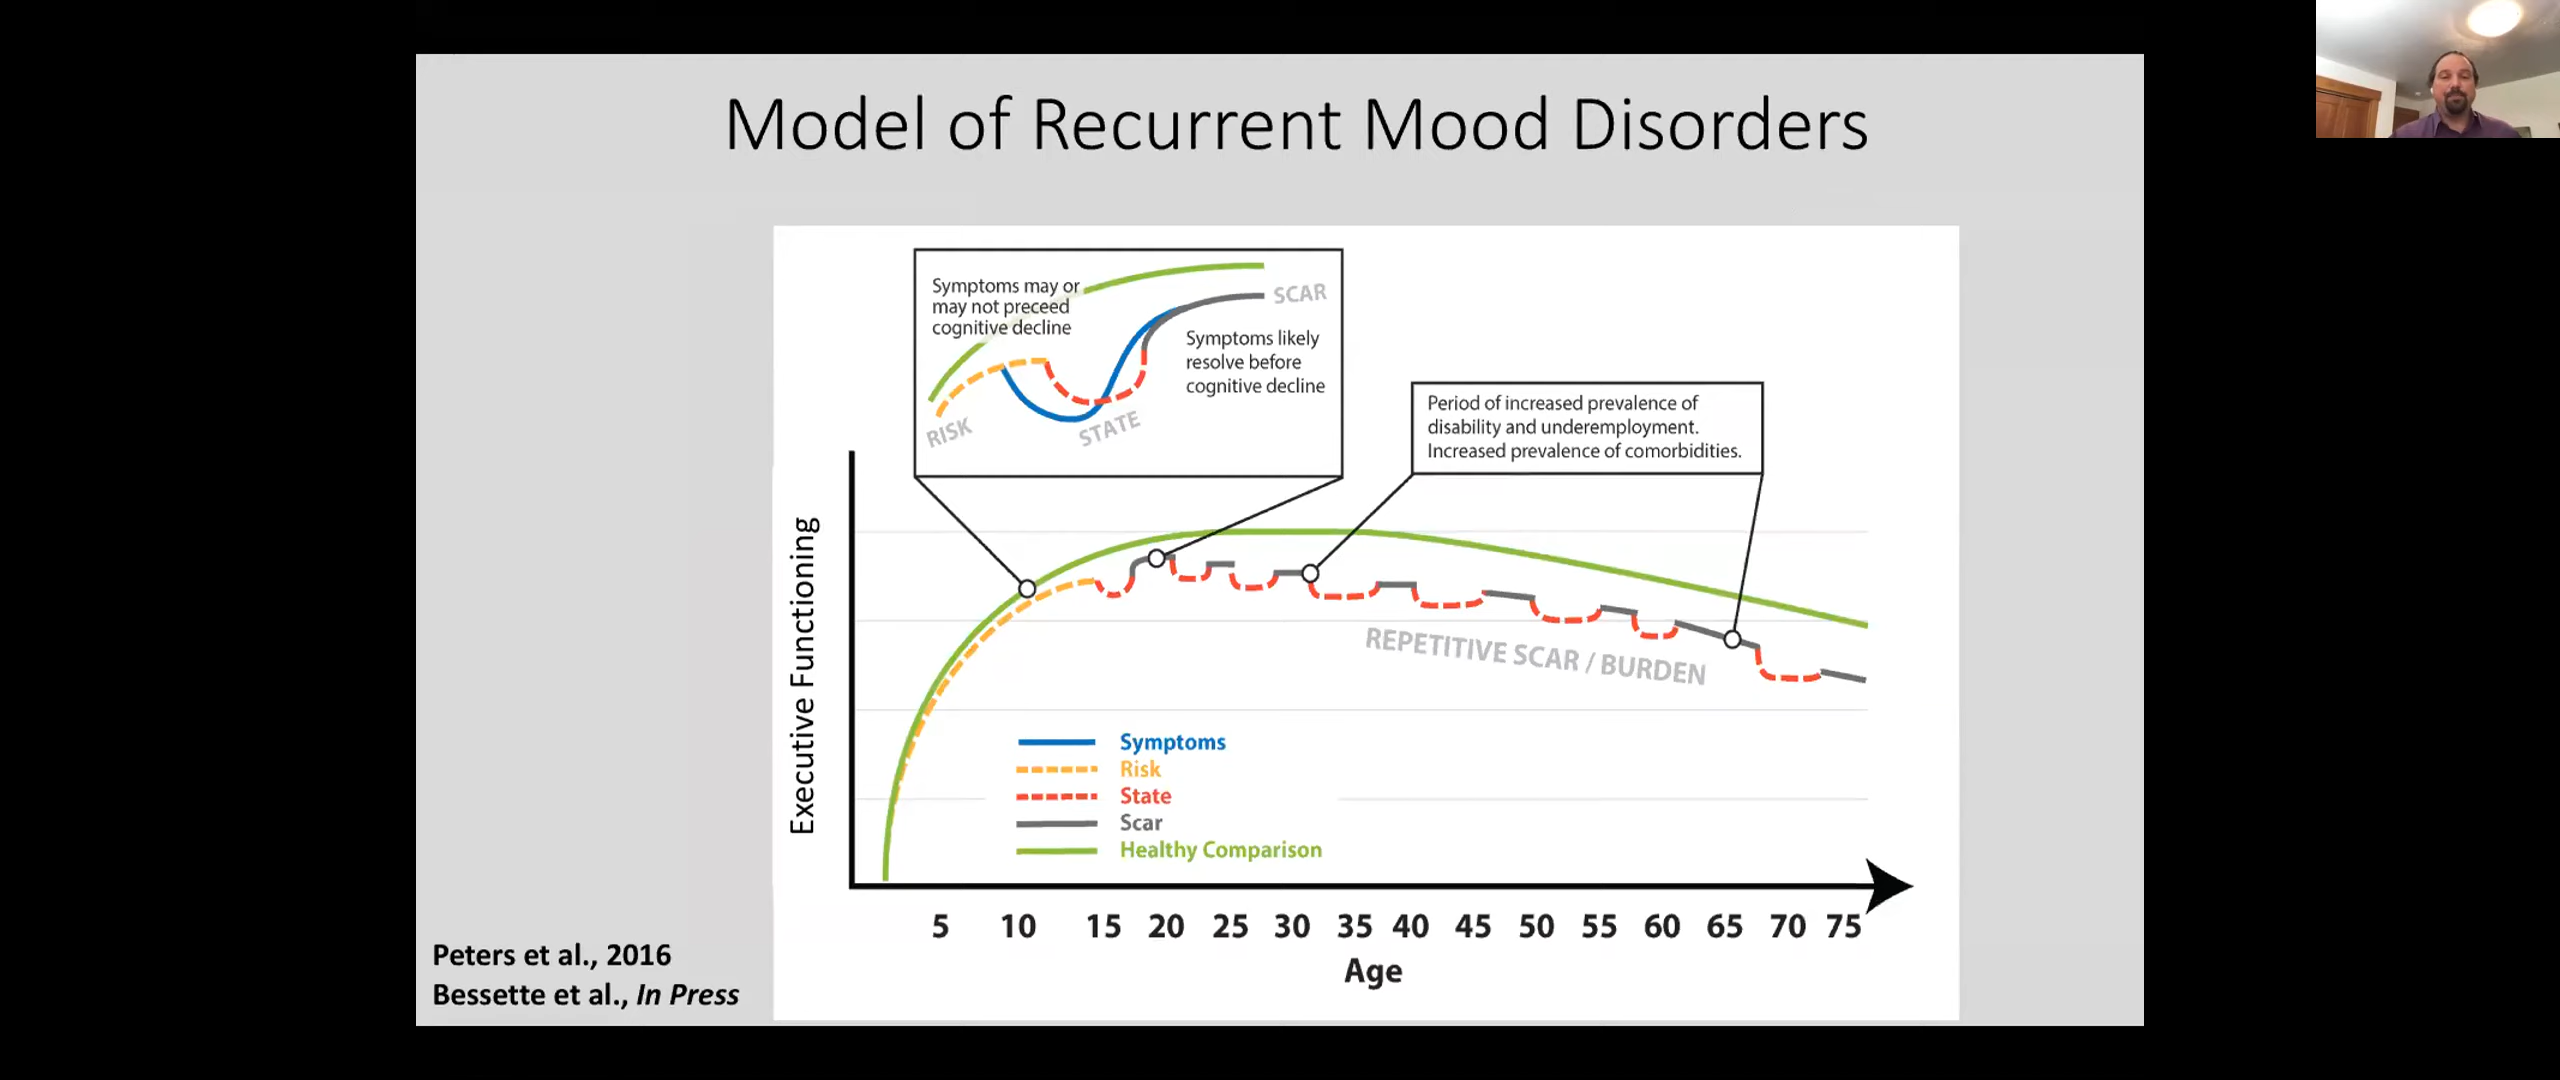 Model of Recurrent Mood Disorders
Symptoms may or
may not preceed
cognitive decline
SCAR
Symptoms likely
resolve before
cognitive decline
RISK
STATE
Period of increased prevalence of
disability and underemployment.
Increased prevalence of comorbidities.
Executive Functioning
REPETITIVE SCAR / BURDEN
Symptoms
Risk
State
Scar
Healthy Comparison
5 10 15 20 25 30 35 40 45 50 55 60 65 70 75
Age
Peters et al., 2016
Bessette et al., In Press